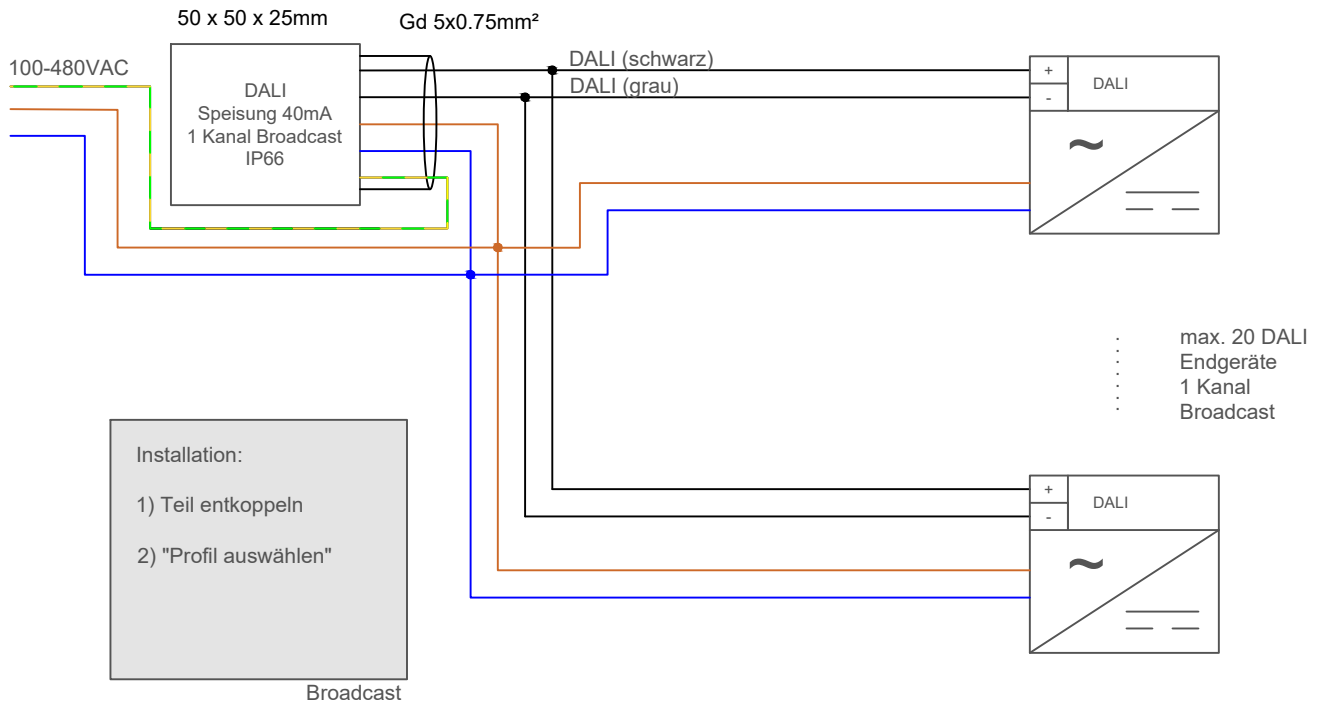 50 x 50 x 25mm
Gd 5x0.75mm²
100-480VAC
DALI
Speisung 40mA
1 Kanal Broadcast
IP66
DALI (schwarz)
DALI (grau)
+
-
DALI
~
max. 20 DALI
Endgeräte
1 Kanal
Broadcast
Installation:
1) Teil entkoppeln
2) "Profil auswählen"
Broadcast
+
-
DALI
~